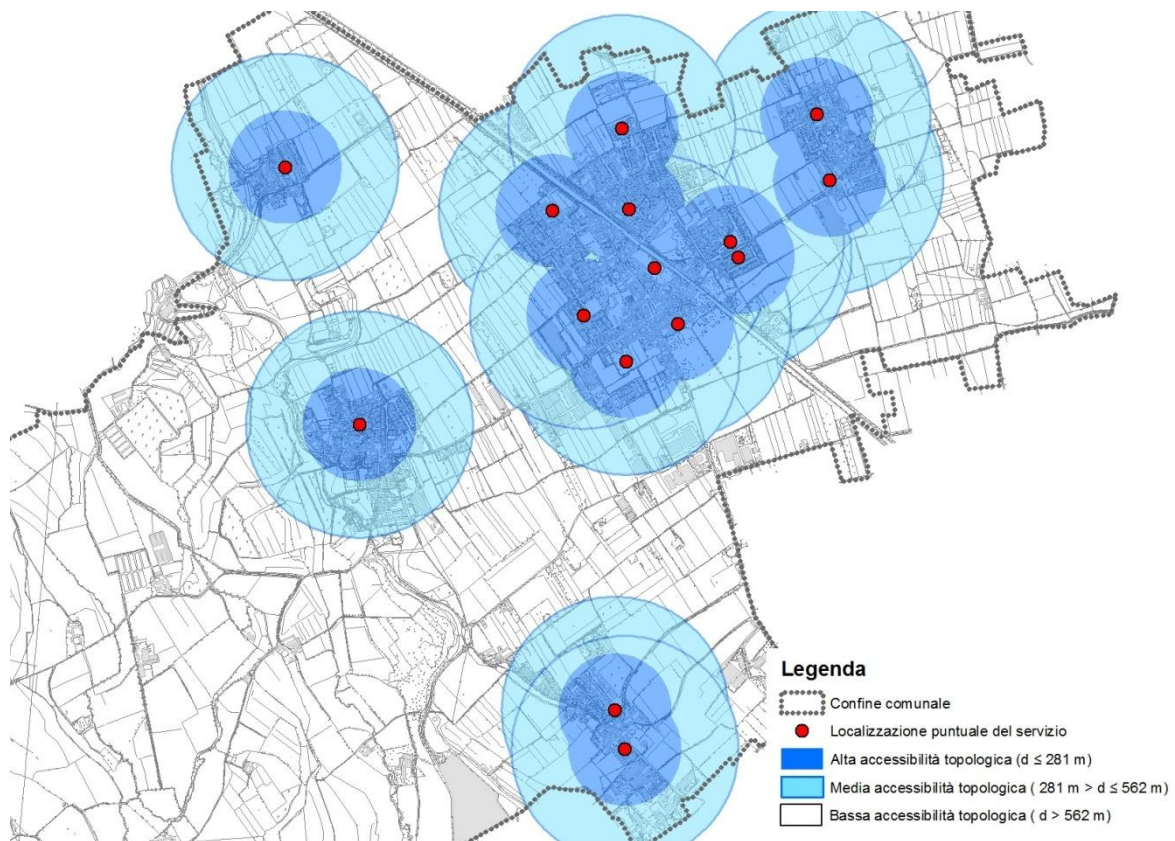 Legenda
Confine comunale
Localizzazione puntuale del servizio
Alta accessibilità topologica (d ≤ 281 m)
Media accessibilità topologica ( 281 m > d ≤ 562 m)
Bassa accessibilità topologica ( d > 562 m)